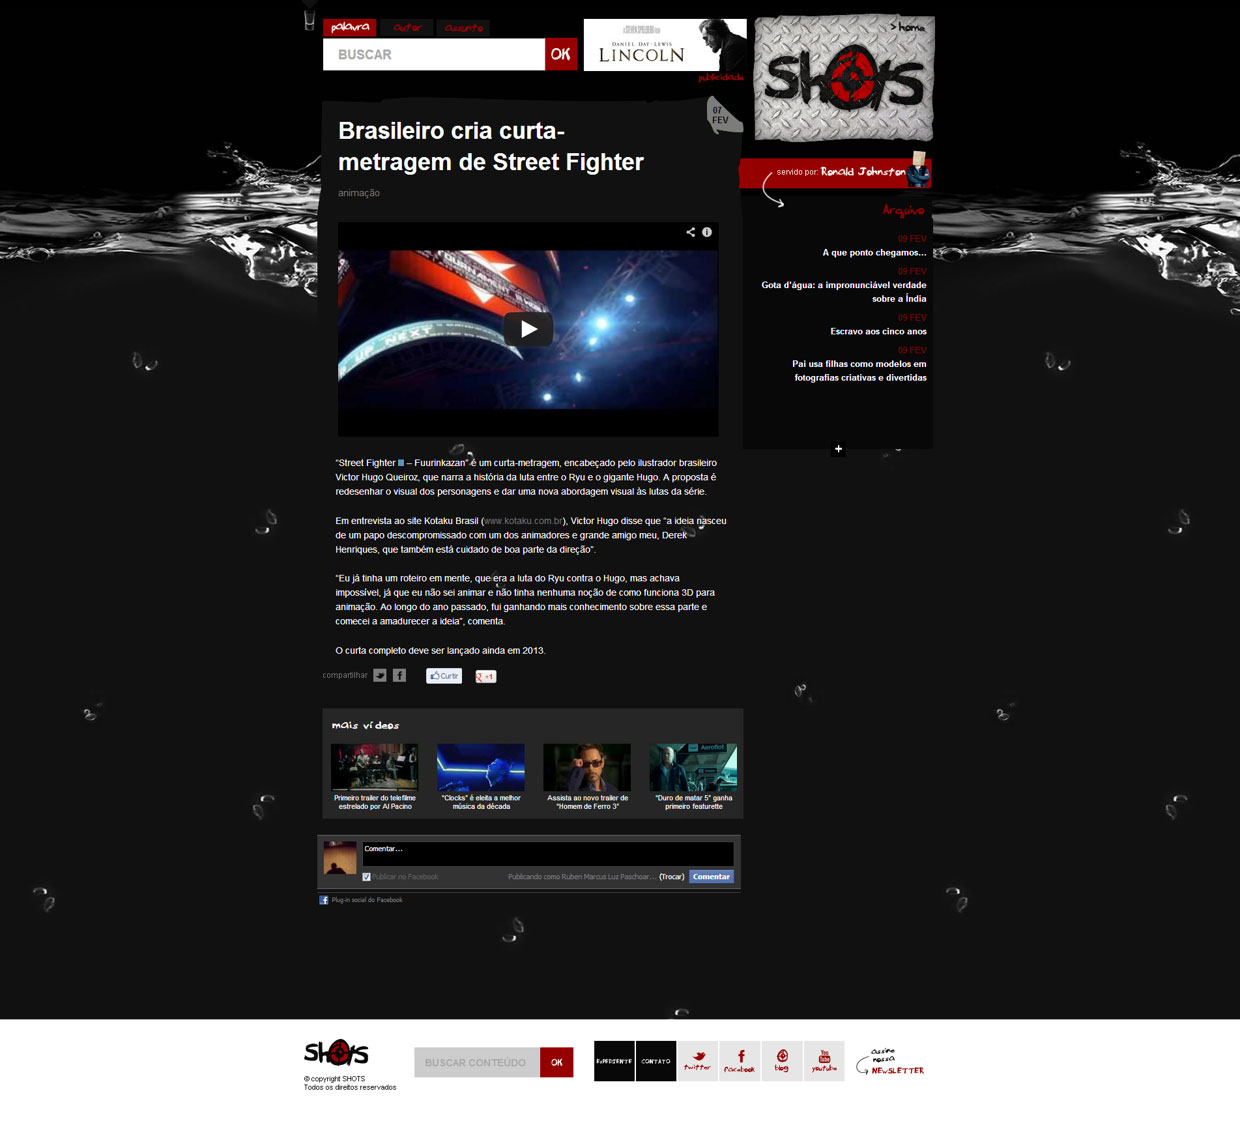 palavra
autor
assunto
BUSCAR
OK
DANIEL DAY-LEWIS
LINCOLN
publicidade
> home
ShOTS
07
FEV
Brasileiro cria curta-
metragem de Street Fighter
animação
servido por: Ronald Johnston
Arquivo
09 FEV
A que ponto chegamos...
09 FEV
Gota d'água: a impronunciável verdade
sobre a Índia
09 FEV
Escravo aos cinco anos
09 FEV
Pai usa filhas como modelos em
fotografias criativas e divertidas
+
UP NEXT
"Street Fighter – Fuurinkazan" é um curta-metragem, encabeçado pelo ilustrador brasileiro
Victor Hugo Queiroz, que narra a história da luta entre o Ryu e o gigante Hugo. A proposta é
redesenhar o visual dos personagens e dar uma nova abordagem visual às lutas da série.
Em entrevista ao site Kotaku Brasil (www.kotaku.com.br), Victor Hugo disse que "a ideia nasceu
de um papo descompromissado com um dos animadores e grande amigo meu, Derek
Henriques, que também está cuidado de boa parte da direção".
"Eu já tinha um roteiro em mente, que era a luta do Ryu contra o Hugo, mas achava
impossível, já que eu não sei animar e não tinha nenhuma noção de como funciona 3D para
animação. Ao longo do ano passado, fui ganhando mais conhecimento sobre essa parte e
comecei a amadurecer a ideia", comenta.
O curta completo deve ser lançado ainda em 2013.
compartilhar
Curtir
+1
mais vídeos
Aeroflot
Primeiro trailer do telefilme
estrelado por Al Pacino
"Clocks" é eleita a melhor
música da década
Assista ao novo trailer de
"Homem de Ferro 3"
"Duro de matar 5" ganha
primeiro featurette
Comentar...
Publicar no Facebook
Publicando como Ruben Marcus Luz Paschoar... (Trocar)
Comentar
Plug-in social do Facebook
ShOTS
© copyright SHOTS
Todos os direitos reservados
BUSCAR CONTEÚDO
OK
EXPEDIENTE
CONTATO
twitter
facebook
blog
You Tube
youtube
assine
nossa
NEWSLETTER